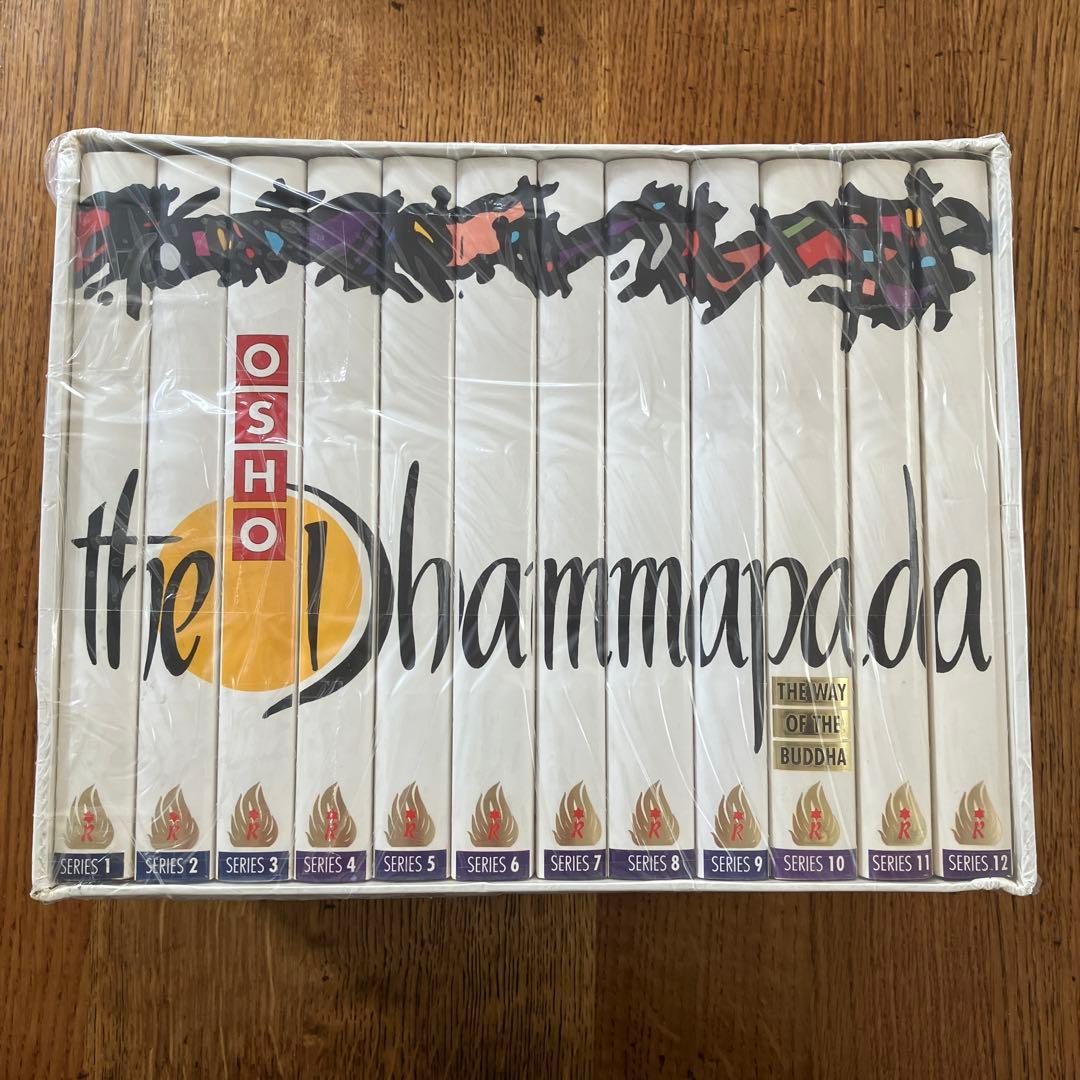 OSHO
the Dhammapada
THE WAY
OF THE
BUDDHA
R R R R R R R R R R R R
SERIES 1 SERIES 2 SERIES 3 SERIES 4 SERIES 5 SERIES 6 SERIES 7 SERIES 8 SERIES 9 SERIES 10 SERIES 11 SERIES 12